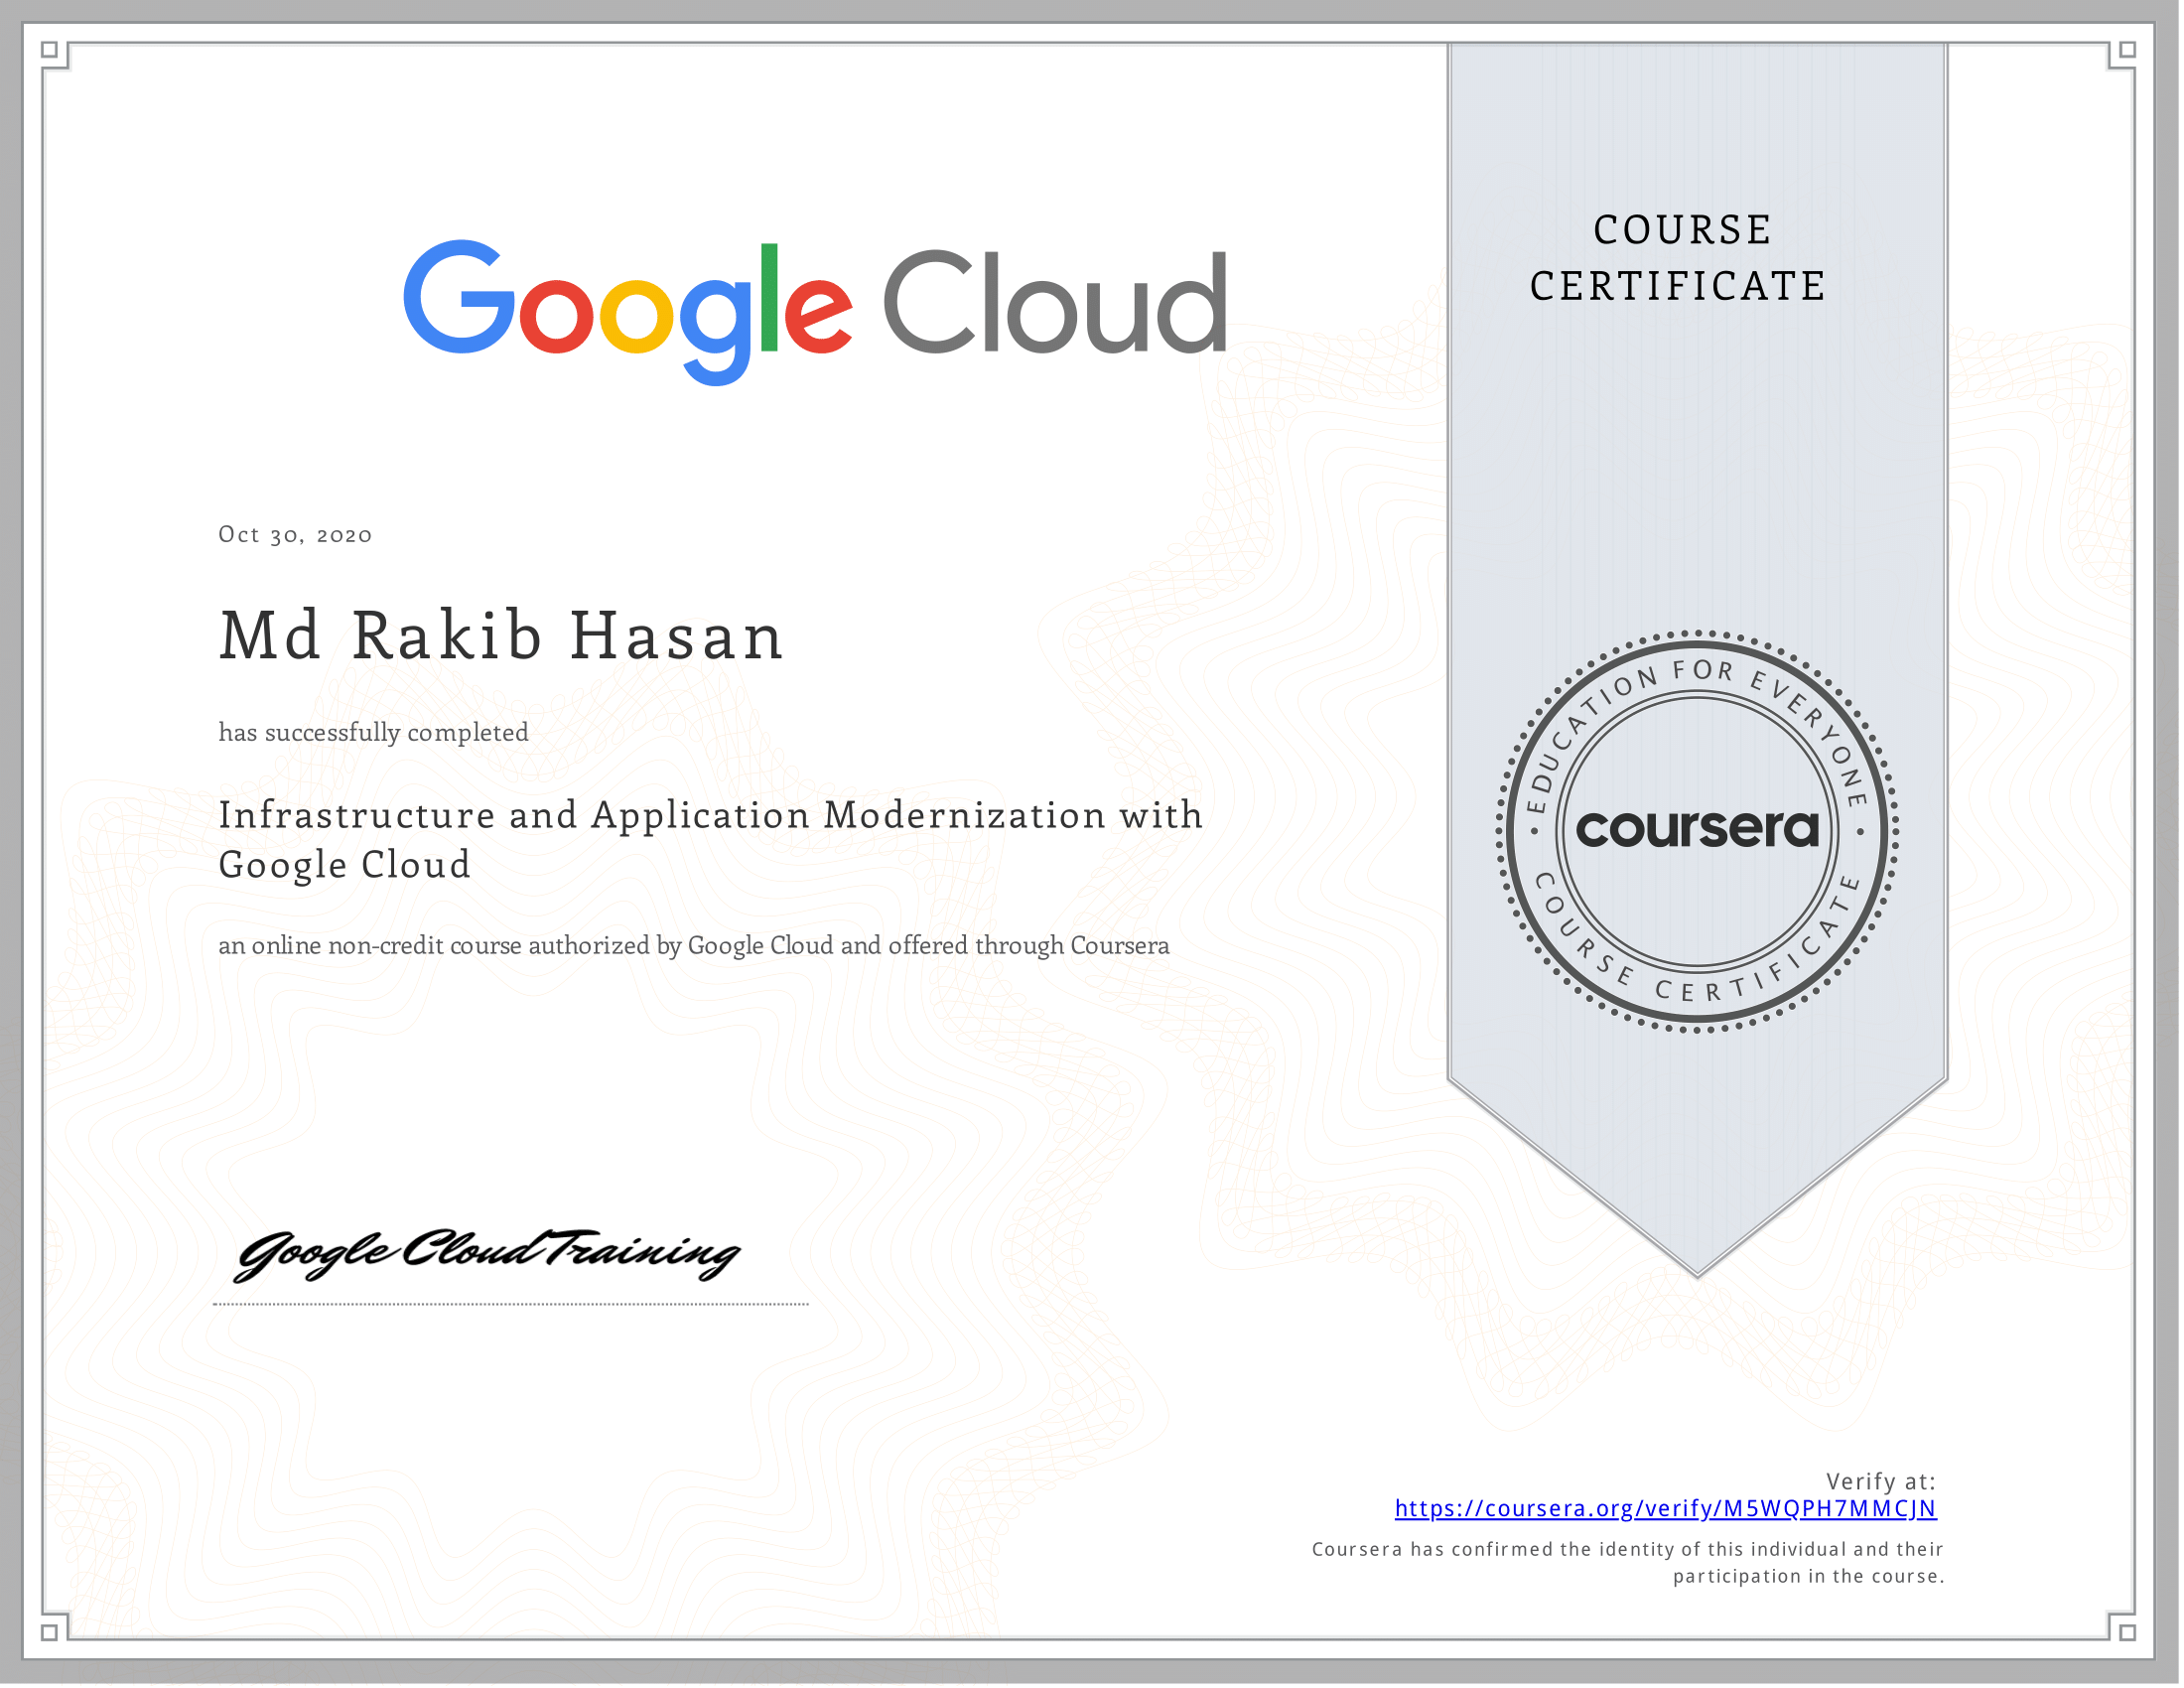 Google Cloud
COURSE
CERTIFICATE
Oct 30, 2020
Md Rakib Hasan
has successfully completed
Infrastructure and Application Modernization with
Google Cloud
an online non-credit course authorized by Google Cloud and offered through Coursera
EDUCATION FOR EVERYONE
coursera
COURSE CERTIFICATE
Google Cloud Training
Verify at:
https://coursera.org/verify/M5WQPH7MMCJN
Coursera has confirmed the identity of this individual and their
participation in the course.